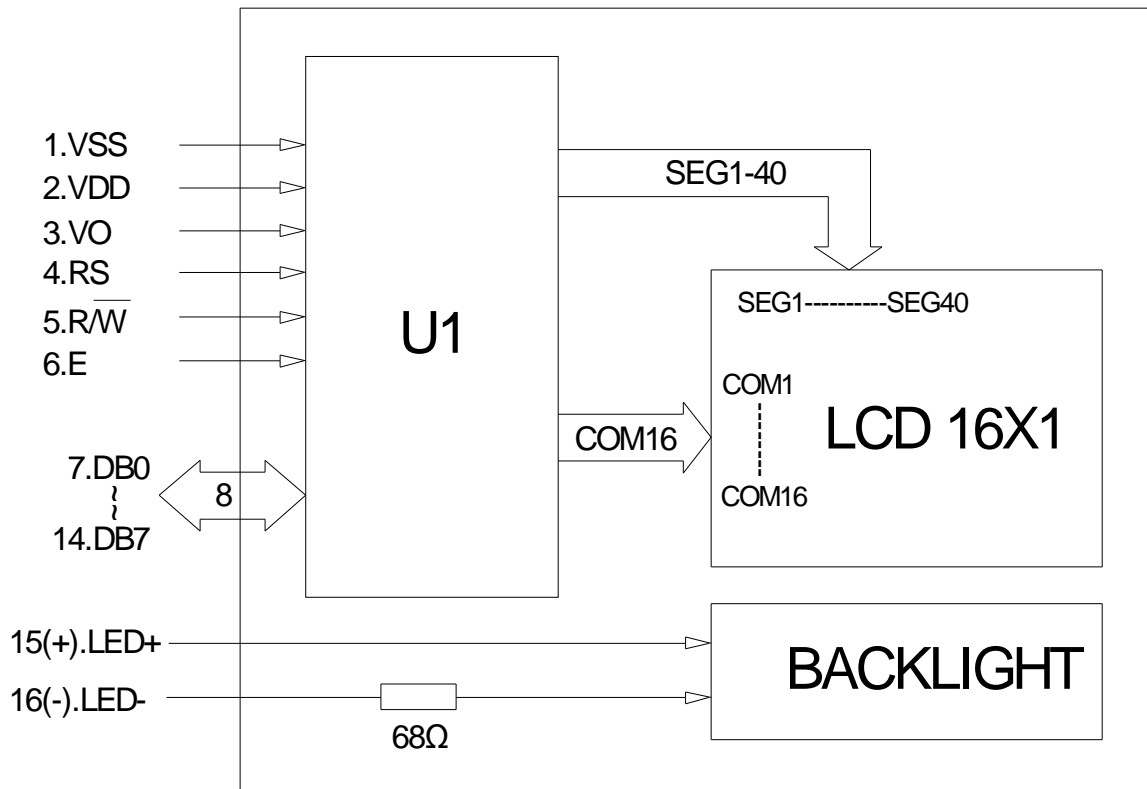 1.VSS
2.VDD
3.VO
4.RS
5.R/W̅
6.E
7.DB0
~
~
14.DB7
8
15(+).LED+
16(-).LED-
68Ω
U1
SEG1-40
COM16
SEG1----------SEG40
COM1
COM16
LCD 16X1
BACKLIGHT